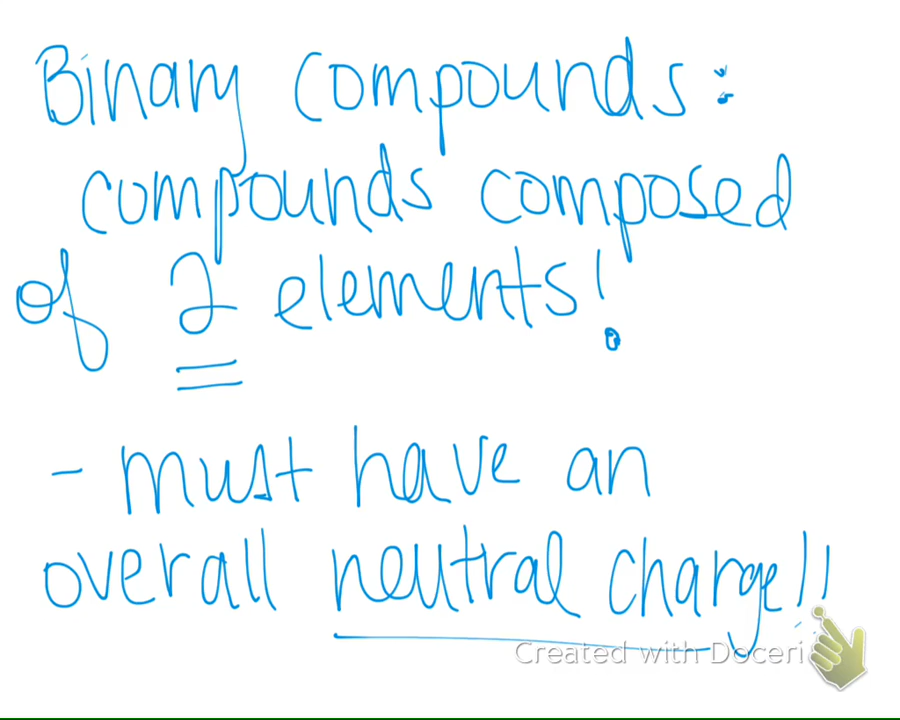 Binary compounds:
compounds composed
of 2 elements!
- must have an
overall neutral charge!!
Created with Doceri